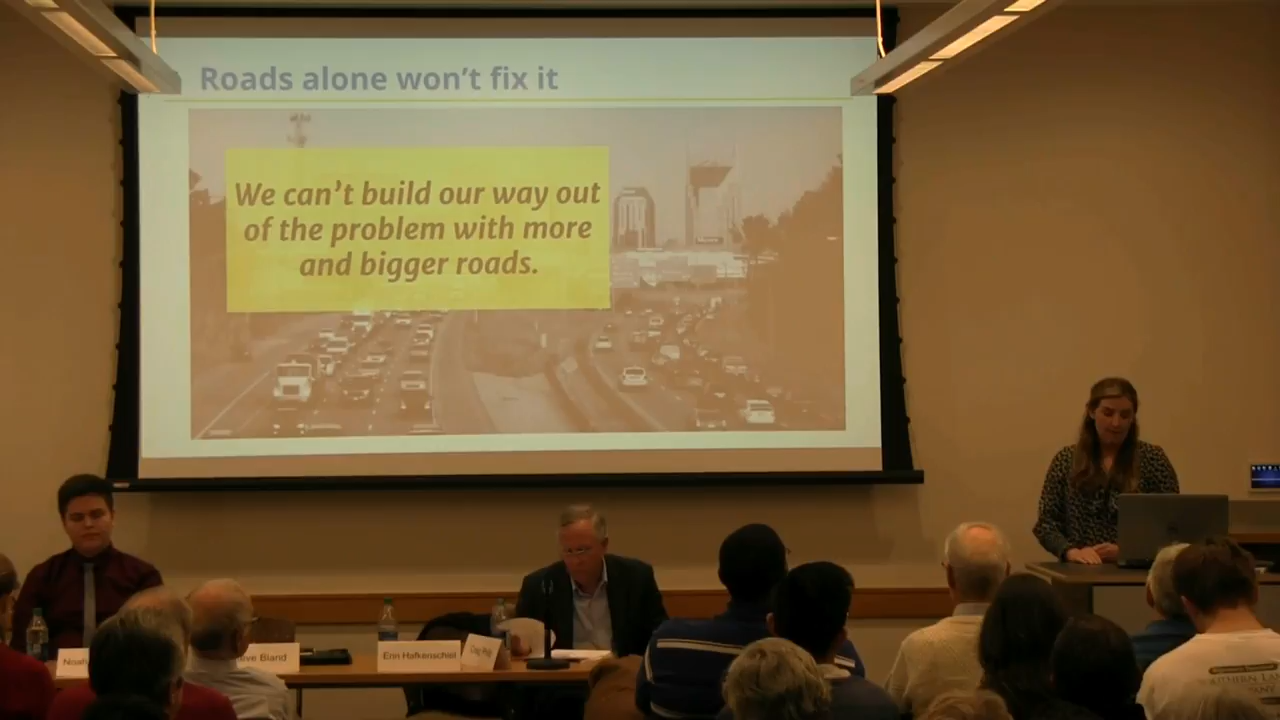 Roads alone won't fix it
We can't build our way out
of the problem with more
and bigger roads.
Erin Hafkenschiel